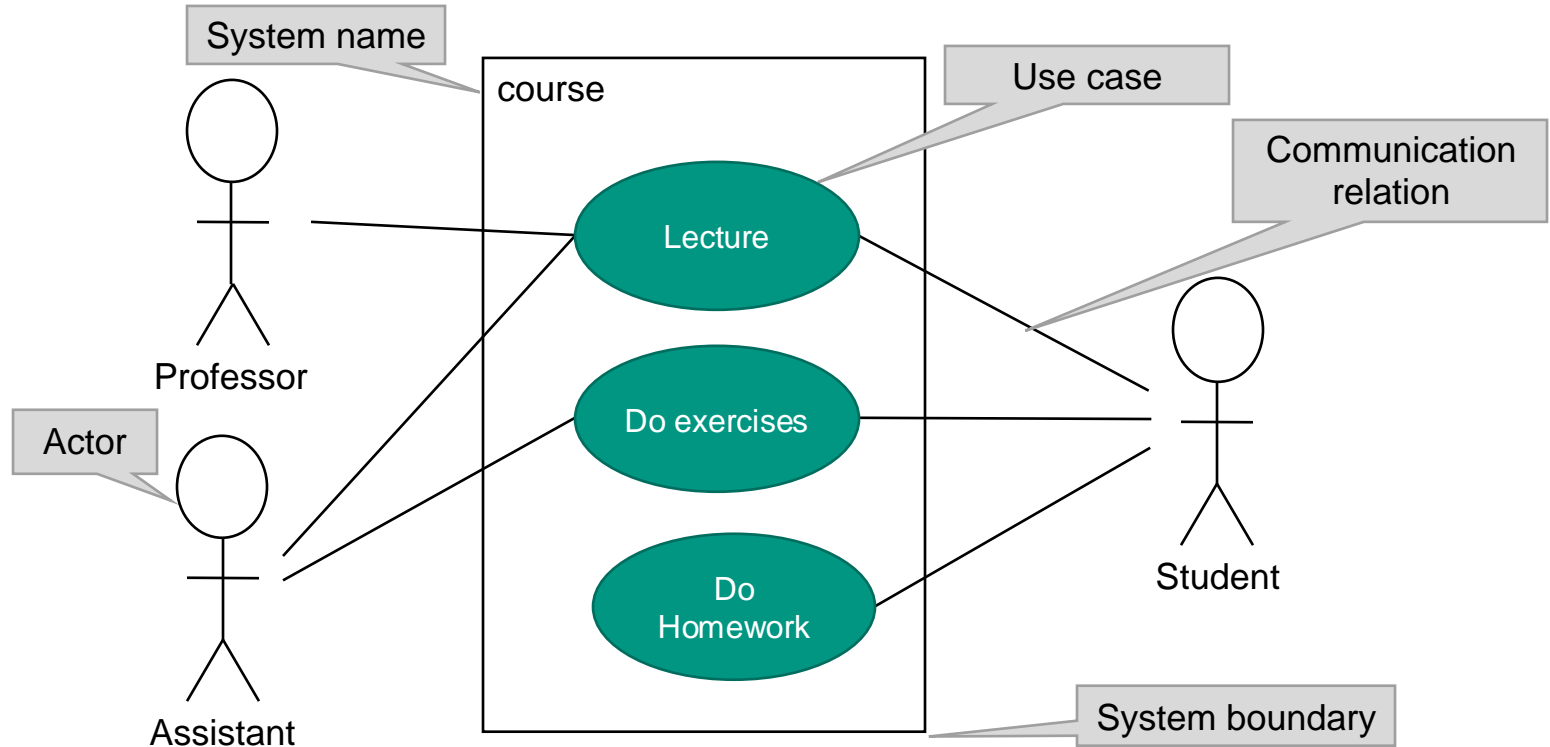 System name
course
Use case
Communication
relation
Lecture
Professor
Do exercises
Actor
Student
Do
Homework
Assistant
System boundary